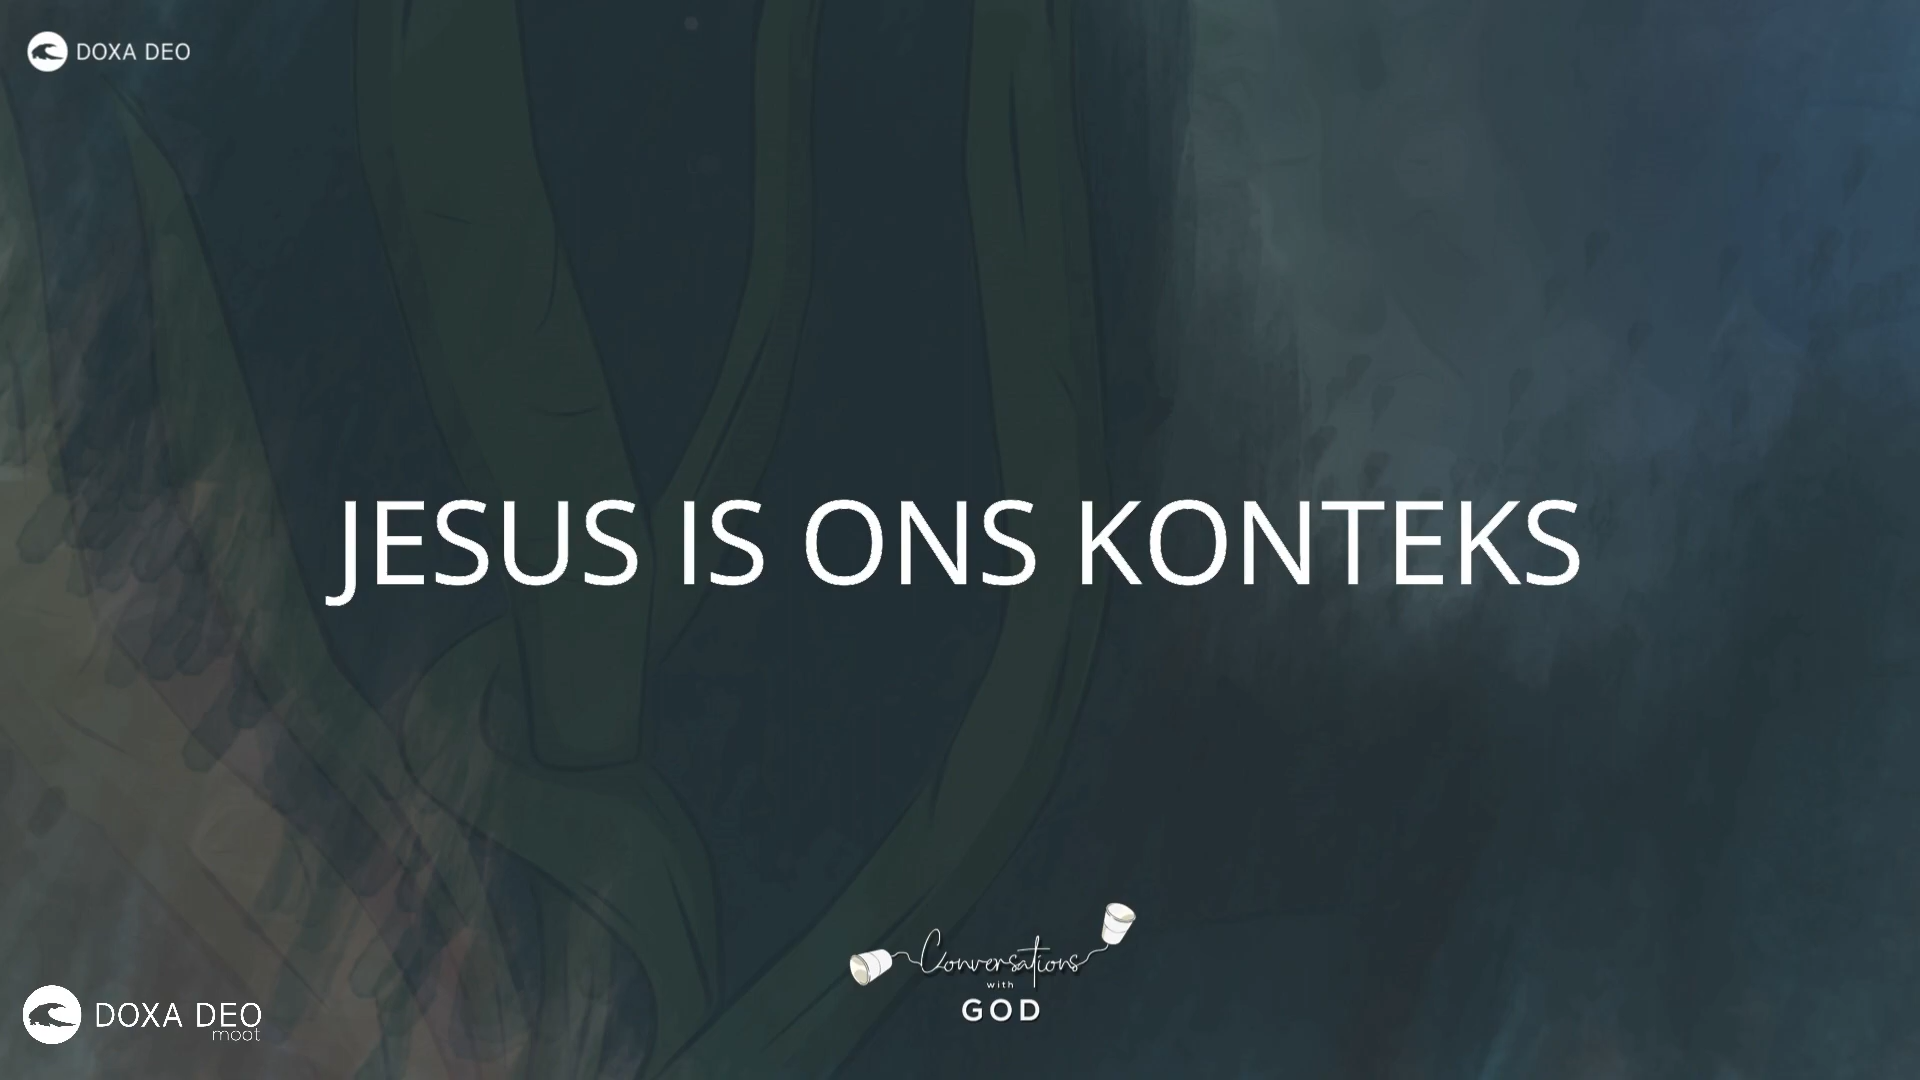 DOXA DEO
JESUS IS ONS KONTEKS
Conversations
with
GOD
DOXA DEO
moot